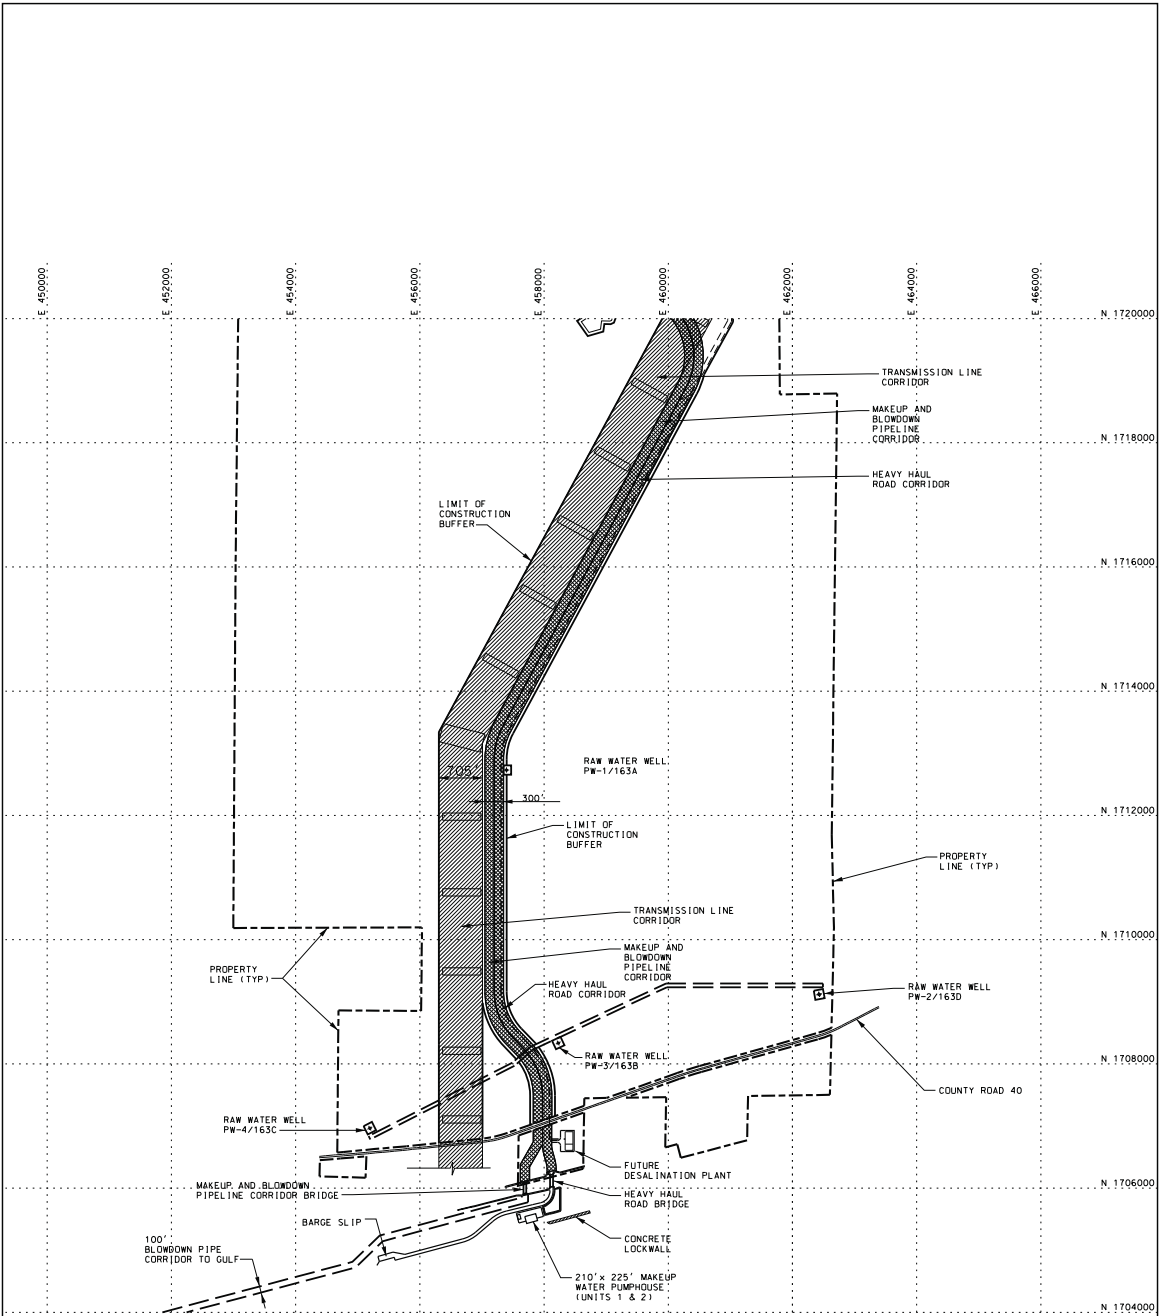 E 450000
E 452000
E 454000
E 456000
E 458000
E 460000
E 462000
E 464000
E 466000
N 1720000
TRANSMISSION LINE
CORRIDOR
MAKEUP AND
BLOWDOWN
PIPELINE
CORRIDOR
N 1718000
HEAVY HAUL
ROAD CORRIDOR
LIMIT OF
CONSTRUCTION
BUFFER
N 1716000
N 1714000
RAW WATER WELL
PW-1/163A
705'
300'
N 1712000
LIMIT OF
CONSTRUCTION
BUFFER
PROPERTY
LINE (TYP)
TRANSMISSION LINE
CORRIDOR
N 1710000
MAKEUP AND
BLOWDOWN
PIPELINE
CORRIDOR
PROPERTY
LINE (TYP)
HEAVY HAUL
ROAD CORRIDOR
RAW WATER WELL
PW-2/163D
RAW WATER WELL
PW-3/163B
N 1708000
COUNTY ROAD 40
RAW WATER WELL
PW-4/163C
FUTURE
DESALINATION PLANT
MAKEUP AND BLOWDOWN
PIPELINE CORRIDOR BRIDGE
N 1706000
HEAVY HAUL
ROAD BRIDGE
BARGE SLIP
100'
BLOWDOWN PIPE
CORRIDOR TO GULF
CONCRETE
LOCKWALL
210'x 225' MAKEUP
WATER PUMPHOUSE
(UNITS 1 & 2)
N 1704000